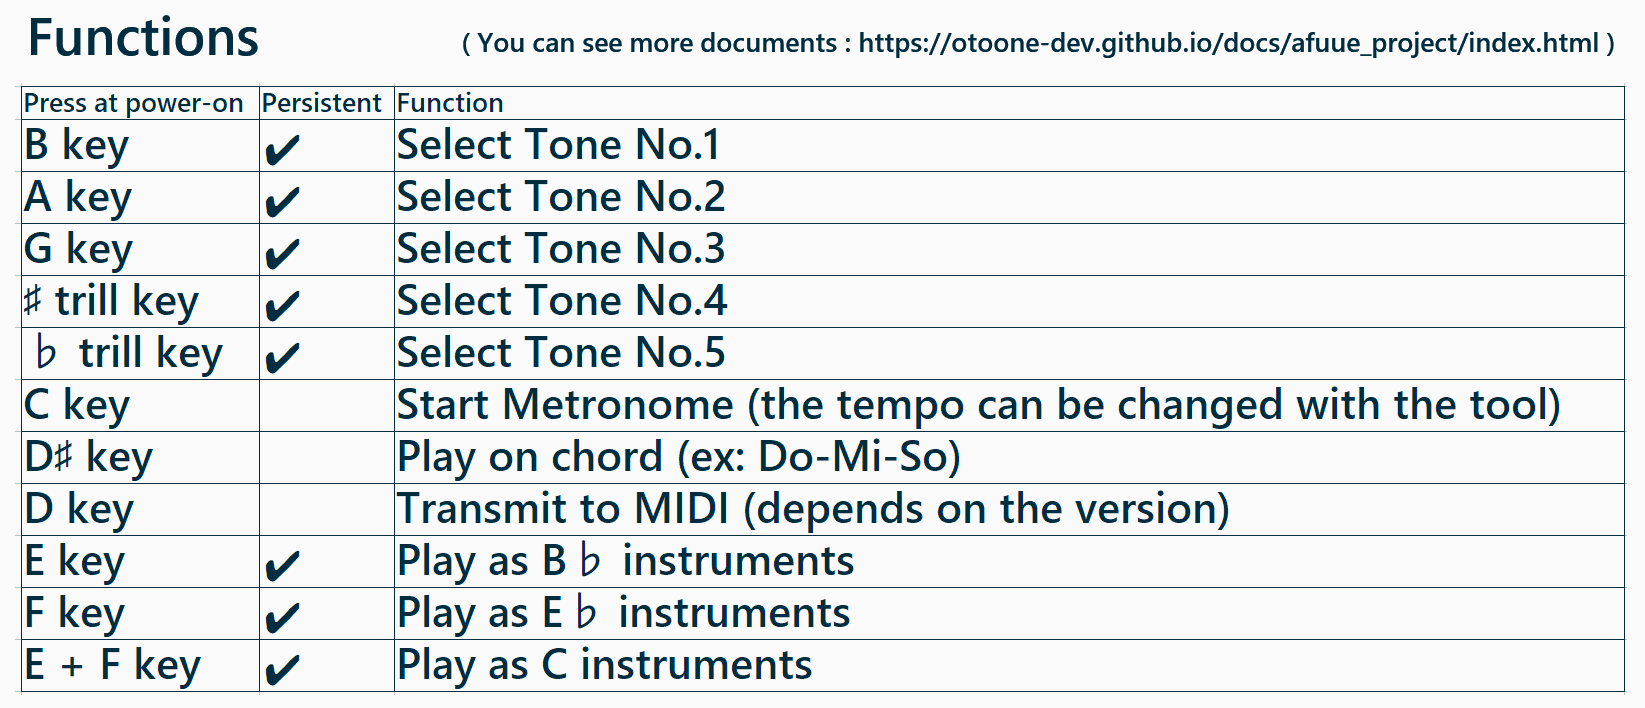 Functions
( You can see more documents : https://otoone-dev.github.io/docs/afuue_project/index.html )
Press at power-on Persistent Function
B key ✔ Select Tone No.1
A key ✔ Select Tone No.2
G key ✔ Select Tone No.3
♯ trill key ✔ Select Tone No.4
♭ trill key ✔ Select Tone No.5
C key Start Metronome (the tempo can be changed with the tool)
D♯ key Play on chord (ex: Do-Mi-So)
D key Transmit to MIDI (depends on the version)
E key ✔ Play as B♭ instruments
F key ✔ Play as E♭ instruments
E + F key ✔ Play as C instruments